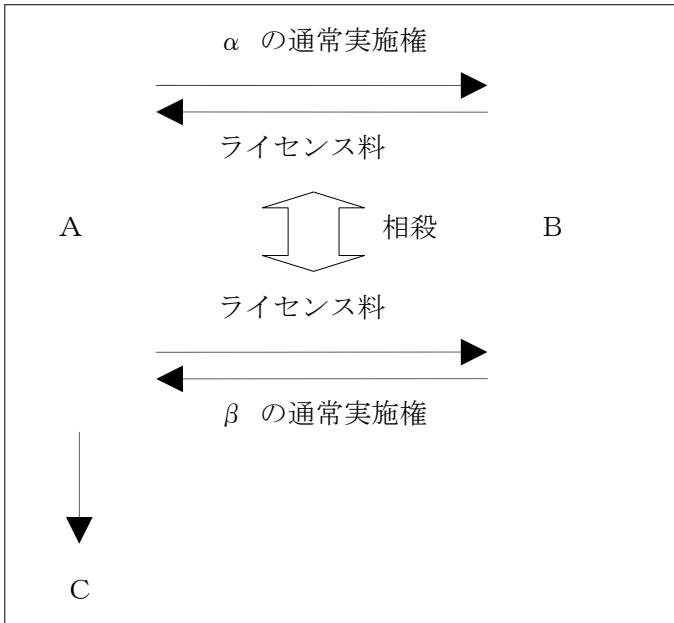 α の通常実施権
ライセンス料
A
相殺
B
ライセンス料
β の通常実施権
C